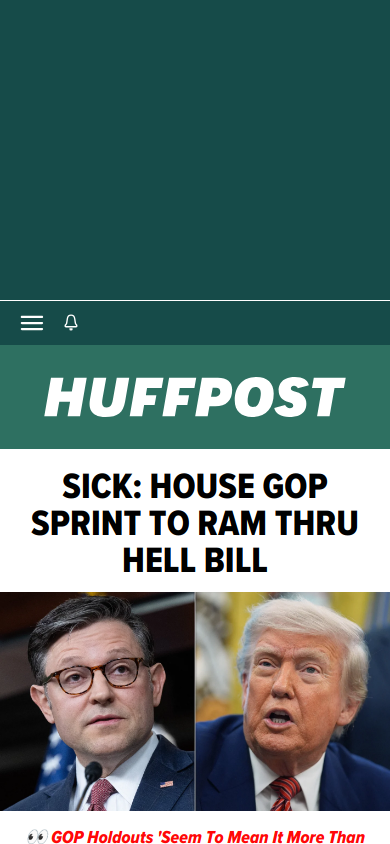 HUFFPOST
SICK: HOUSE GOP
SPRINT TO RAM THRU
HELL BILL
👀 GOP Holdouts 'Seem To Mean It More Than